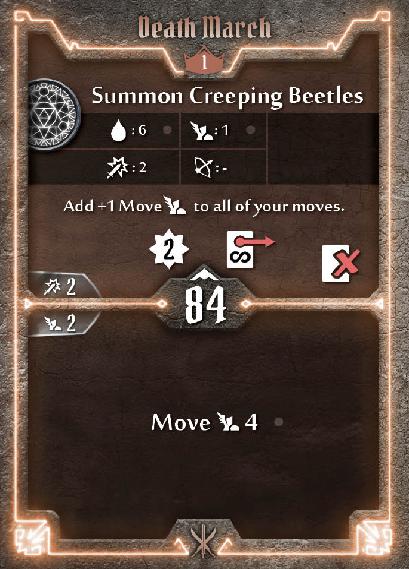 Death March
1
Summon Creeping Beetles
: 6 : 1
: 2 : -
Add +1 Move to all of your moves.
2 ∞
84
2
2
Move 4